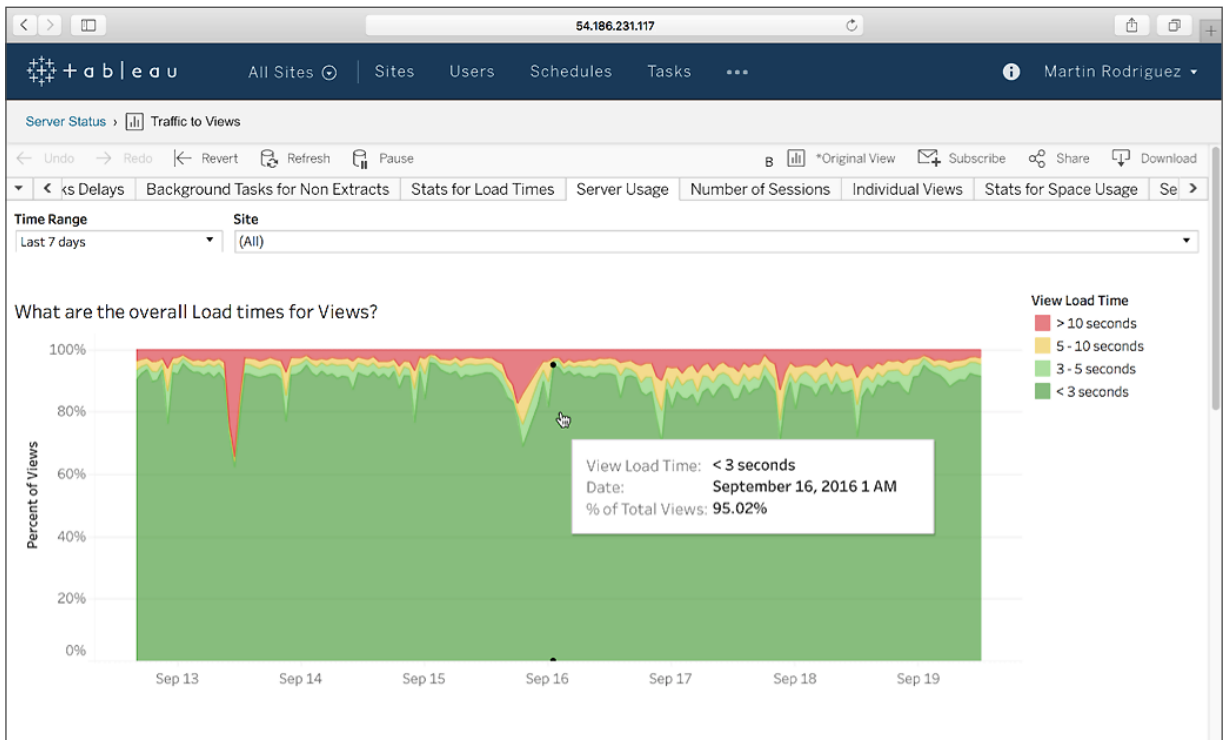 54.186.231.117
+ a b | e a u All Sites Sites Users Schedules Tasks Martin Rodriguez
Server Status › Traffic to Views
Undo Redo Revert Refresh Pause B *Original View Subscribe Share Download
ks Delays Background Tasks for Non Extracts Stats for Load Times Server Usage Number of Sessions Individual Views Stats for Space Usage Se
Time Range Site
Last 7 days (All)
What are the overall Load times for Views?
View Load Time
> 10 seconds
5 - 10 seconds
3 - 5 seconds
< 3 seconds
100%
80%
60%
40%
20%
0%
Percent of Views
View Load Time: < 3 seconds
Date: September 16, 2016 1 AM
% of Total Views: 95.02%
Sep 13 Sep 14 Sep 15 Sep 16 Sep 17 Sep 18 Sep 19